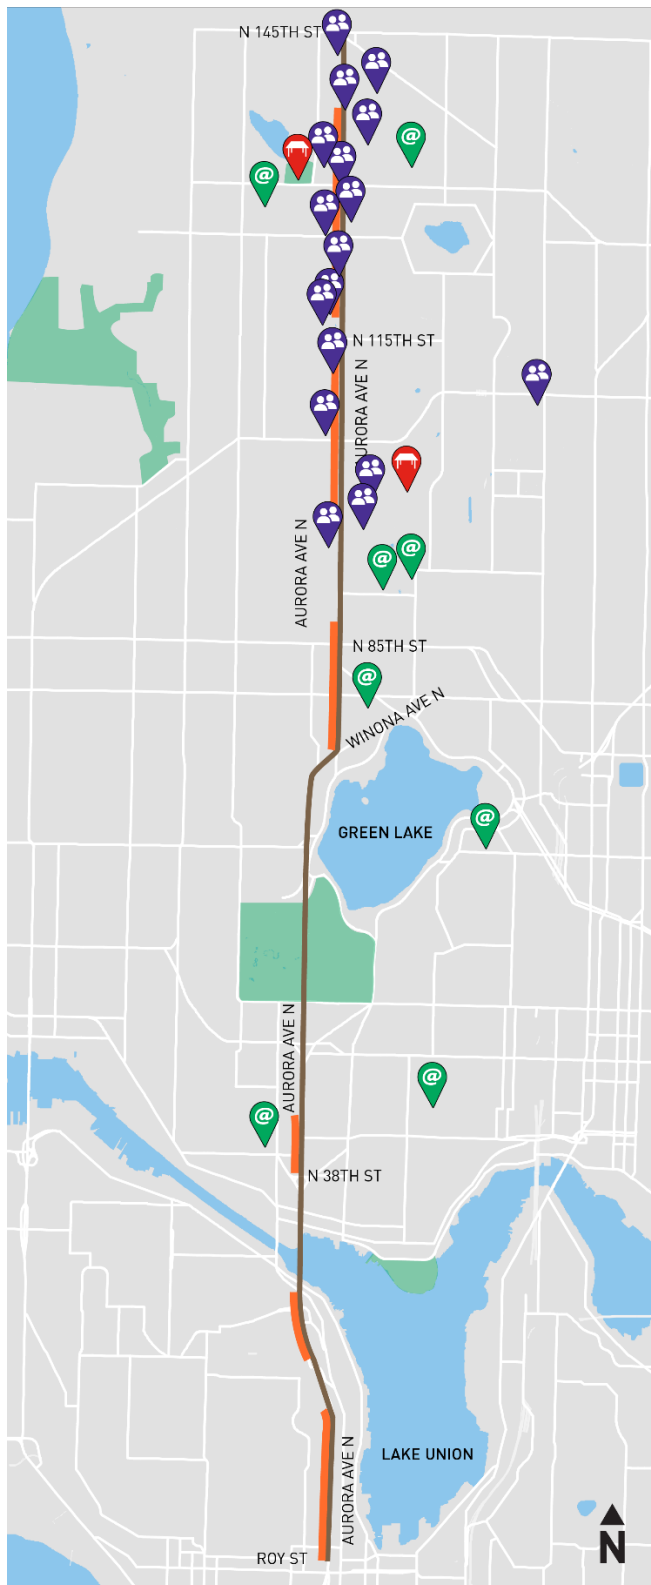 N 145TH ST
@
@
N 115TH ST
AURORA AVE N
@
@
AURORA AVE N
N 85TH ST
@
WINONA AVE N
@
GREEN LAKE
AURORA AVE N
@
@
N 38TH ST
LAKE UNION
AURORA AVE N
N
ROY ST